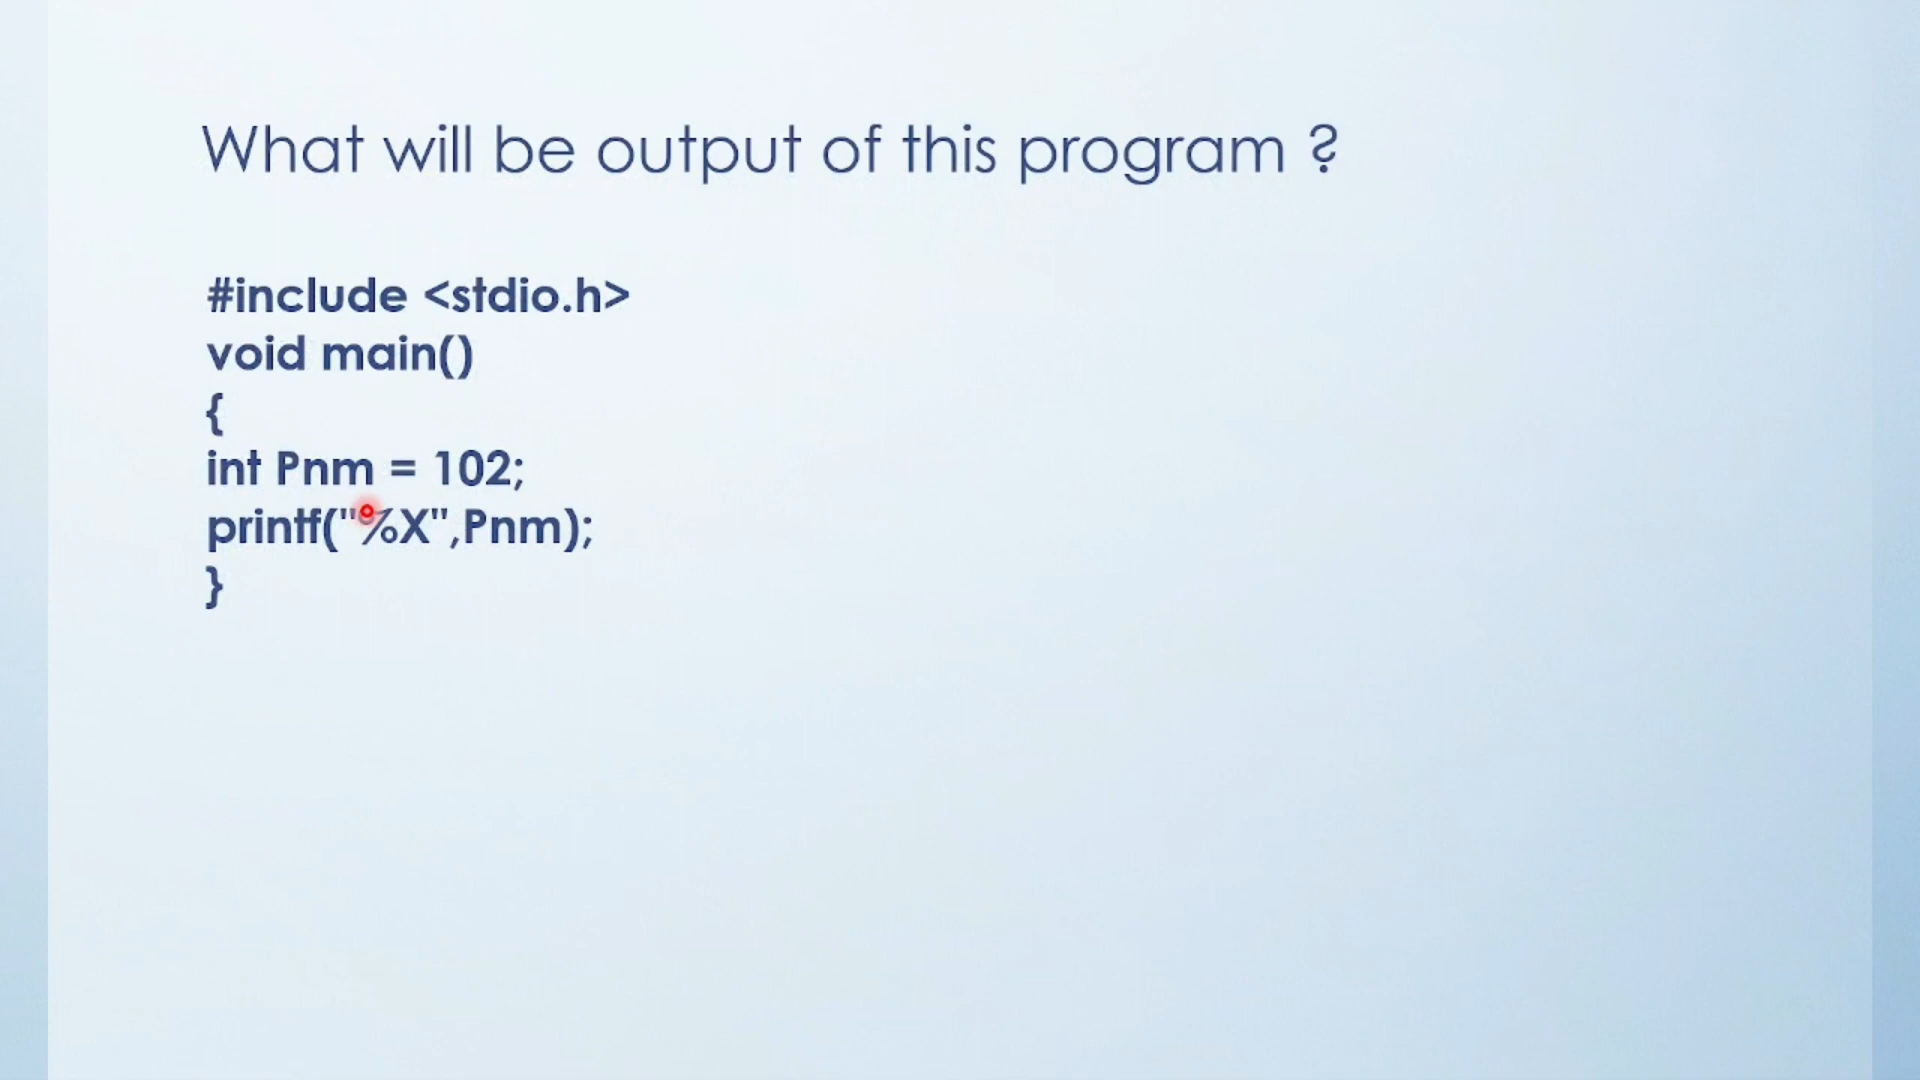 What will be output of this program ?
#include <stdio.h>
void main()
{
int Pnm = 102;
printf("%X",Pnm);
}